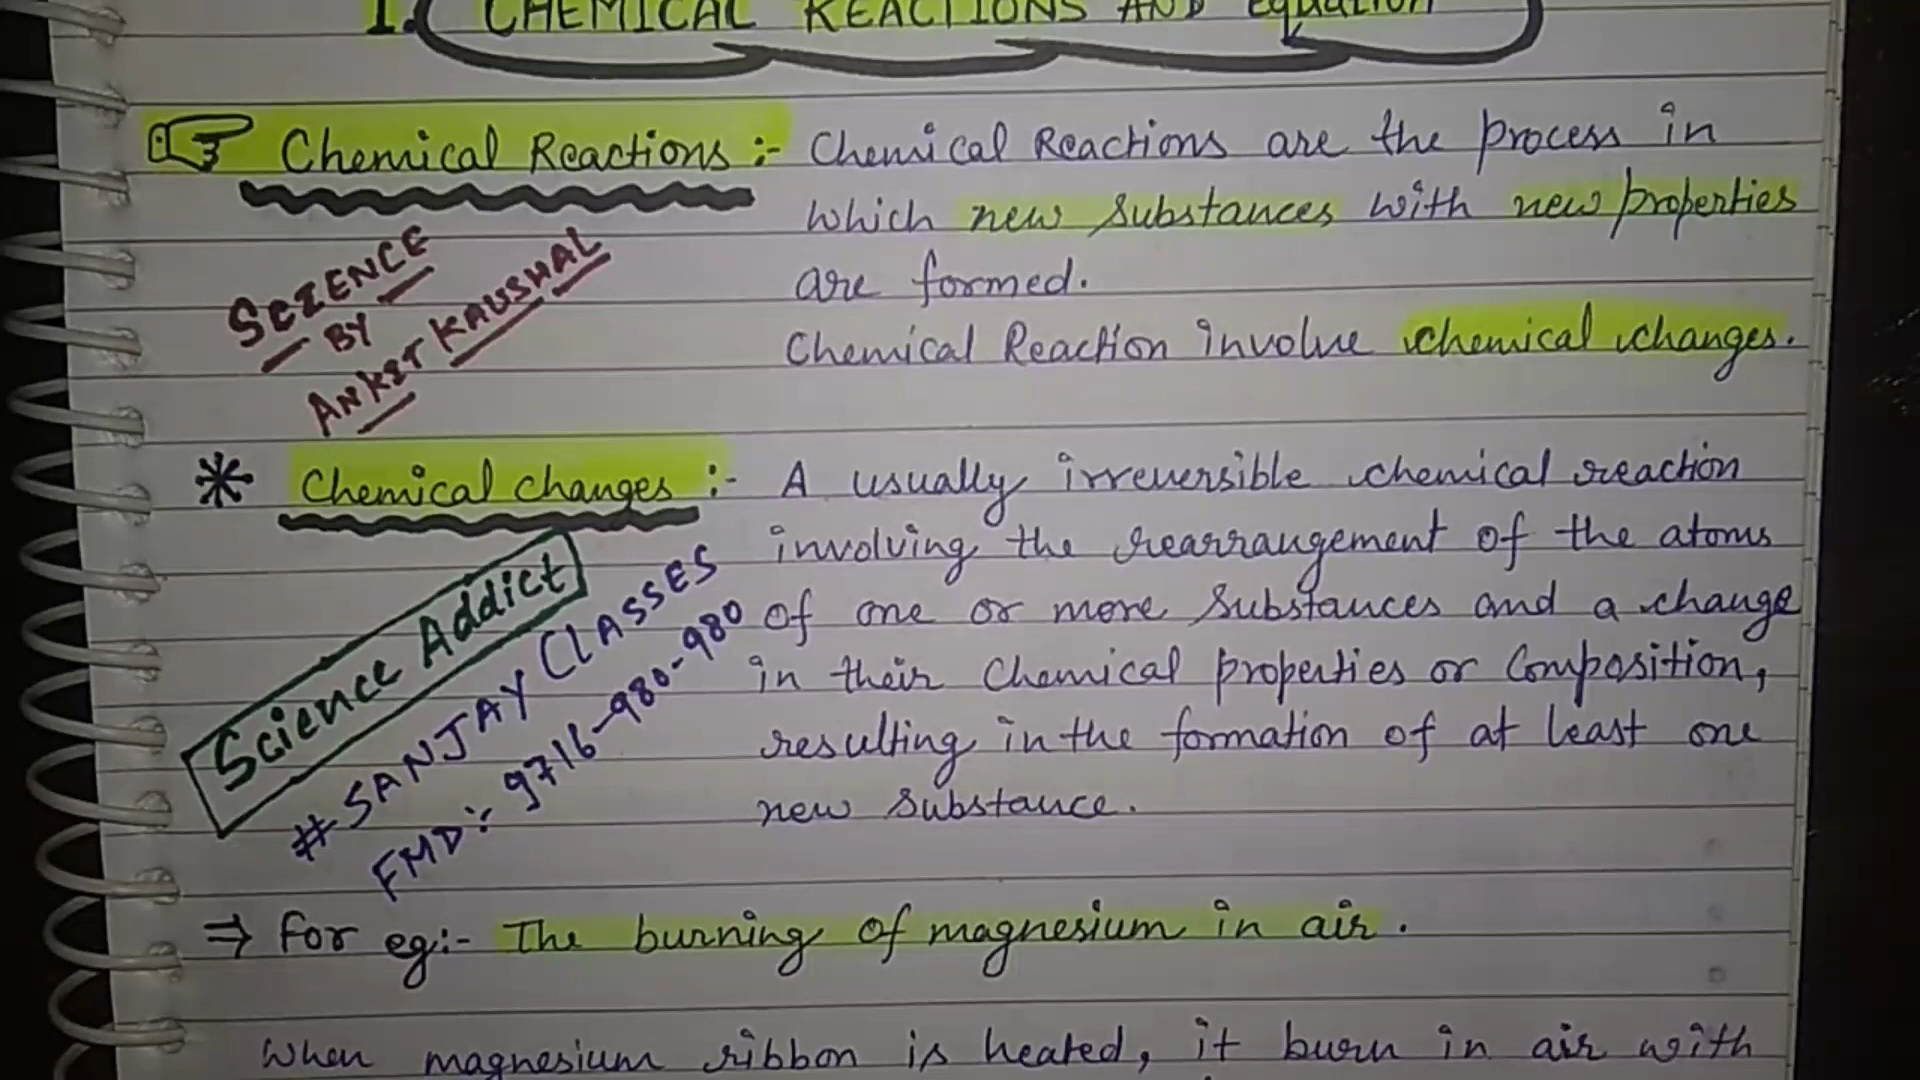 1. CHEMICAL REACTIONS AND Equation
Chemical Reactions :- Chemical Reactions are the process in
which new substances with new properties
are formed.
Chemical Reaction involve chemical changes.
SCIENCE
BY
ANKIT KAUSHAL
* Chemical changes :- A usually irreversible chemical reaction
involving the rearrangement of the atoms
of one or more substances and a change
in their chemical properties or composition,
resulting in the formation of at least one
new substance.
Science Addict
#SANJAY CLASSES
FMD:- 9716-980-980
⇒ For eg:- The burning of magnesium in air.
When magnesium ribbon is heated, it burn in air with